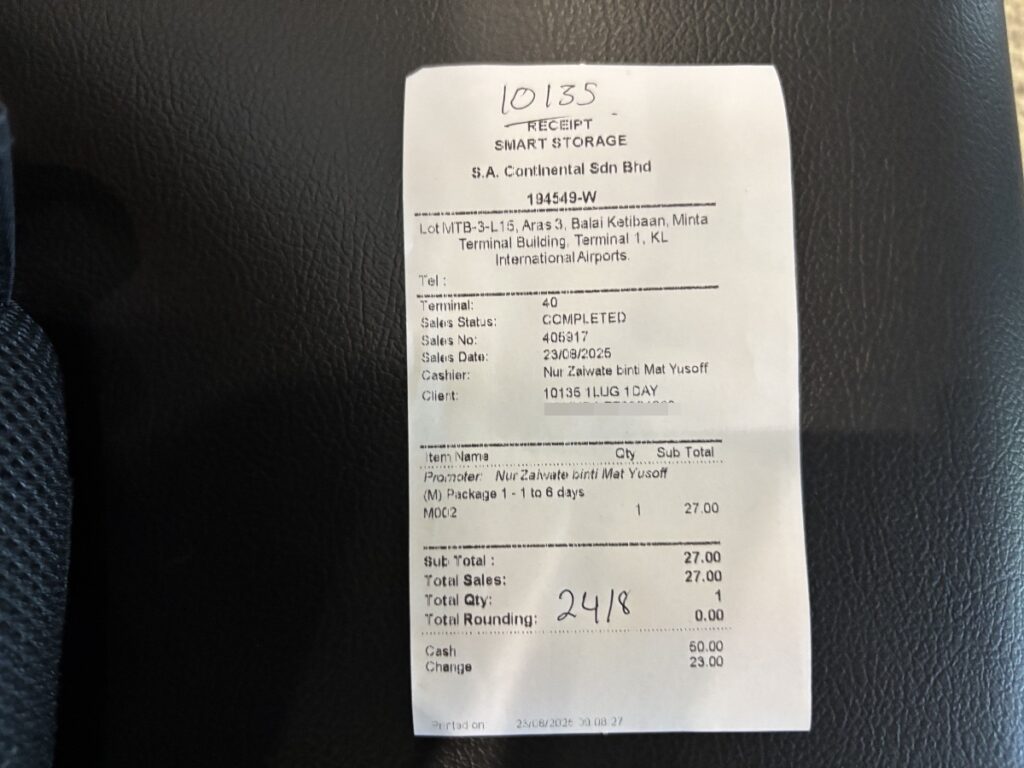 10135
RECEIPT
SMART STORAGE
S.A. Continental Sdn Bhd
194549-W
Lot MTB-3-L15, Aras 3, Balai Ketibaan, Minta
Terminal Building, Terminal 1, KL
International Airports.
Tel :
Terminal: 40
Sales Status: COMPLETED
Sales No: 405917
Sales Date: 23/08/2025
Cashier: Nur Zaiwate binti Mat Yusoff
Client: 10135 1LUG 1DAY
Item Name Qty Sub Total
Promoter: Nur Zaiwate binti Mat Yusoff
(M) Package 1 - 1 to 6 days
M002 1 27.00
Sub Total : 27.00
Total Sales: 27.00
Total Qty: 1
24/8
Total Rounding: 0.00
Cash 50.00
Change 23.00
Printed on: 23/08/2025